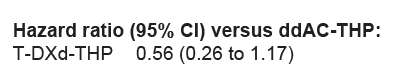 Hazard ratio (95% CI) versus ddAC-THP:
T-DXd-THP 0.56 (0.26 to 1.17)